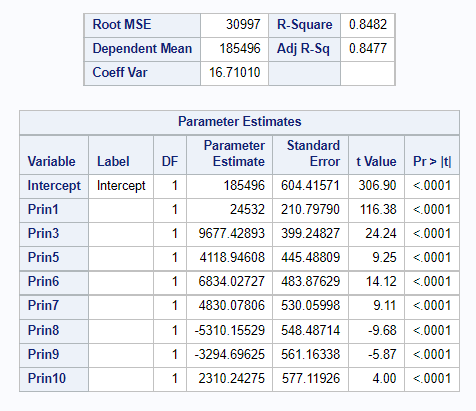 Root MSE 30997 R-Square 0.8482
Dependent Mean 185496 Adj R-Sq 0.8477
Coeff Var 16.71010
Parameter Estimates
Variable Label DF Parameter Estimate Standard Error t Value Pr > |t|
Intercept Intercept 1 185496 604.41571 306.90 <.0001
Prin1 1 24532 210.79790 116.38 <.0001
Prin3 1 9677.42893 399.24827 24.24 <.0001
Prin5 1 4118.94608 445.48809 9.25 <.0001
Prin6 1 6834.02727 483.87629 14.12 <.0001
Prin7 1 4830.07806 530.05998 9.11 <.0001
Prin8 1 -5310.15529 548.48714 -9.68 <.0001
Prin9 1 -3294.69625 561.16338 -5.87 <.0001
Prin10 1 2310.24275 577.11926 4.00 <.0001